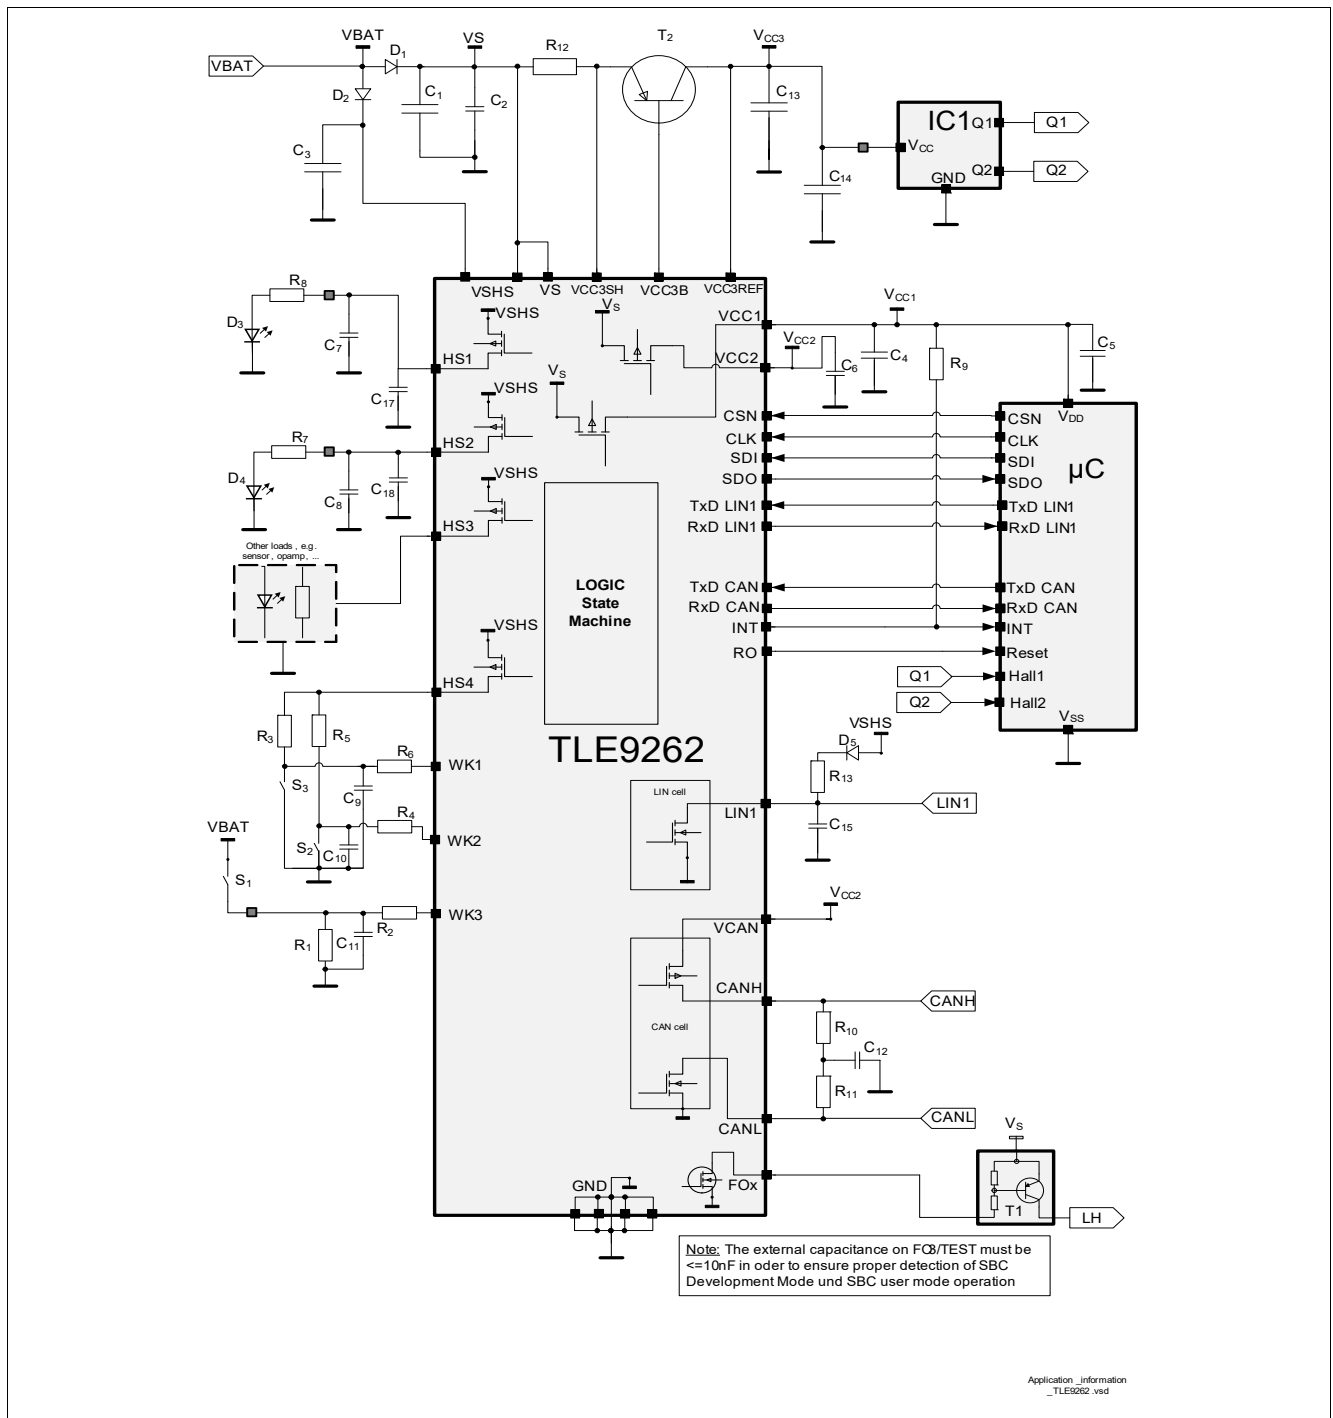 VBAT
VBAT
D1
VS
R12
T2
VCC3
D2
C1
C2
C13
C3
C14
IC1
Q1
Q1
VCC
Q2
Q2
GND
VSHS
VS
VCC3SH
VCC3B
VCC3REF
R8
D3
C7
C17
HS1
VSHS
VS
VCC1
VCC1
VCC2
VCC2
C6
C4
R9
C5
VS
VSHS
R7
D4
C8
C18
HS2
CSN
CLK
SDI
SDO
TxD LIN1
RxD LIN1
VDD
CSN
CLK
SDI
SDO
µC
TxD LIN1
RxD LIN1
VSHS
HS3
Other loads , e.g.
sensor , opamp, ...
LOGIC
State
Machine
TxD CAN
RxD CAN
INT
RO
TxD CAN
RxD CAN
INT
Reset
Q1
Hall1
Q2
Hall2
VSS
VSHS
HS4
R3
R5
R6
WK1
S3
C9
R4
VBAT
S2
C10
WK2
S1
WK3
R1
C11
R2
TLE9262
VSHS
D5
R13
LIN cell
LIN1
LIN1
C15
VCC2
VCAN
CANH
CANH
CAN cell
R10
C12
R11
CANL
CANL
VS
FOx
T1
LH
GND
Note: The external capacitance on FO3/TEST must be
<=10nF in oder to ensure proper detection of SBC
Development Mode und SBC user mode operation
Application _information
_TLE9262 .vsd